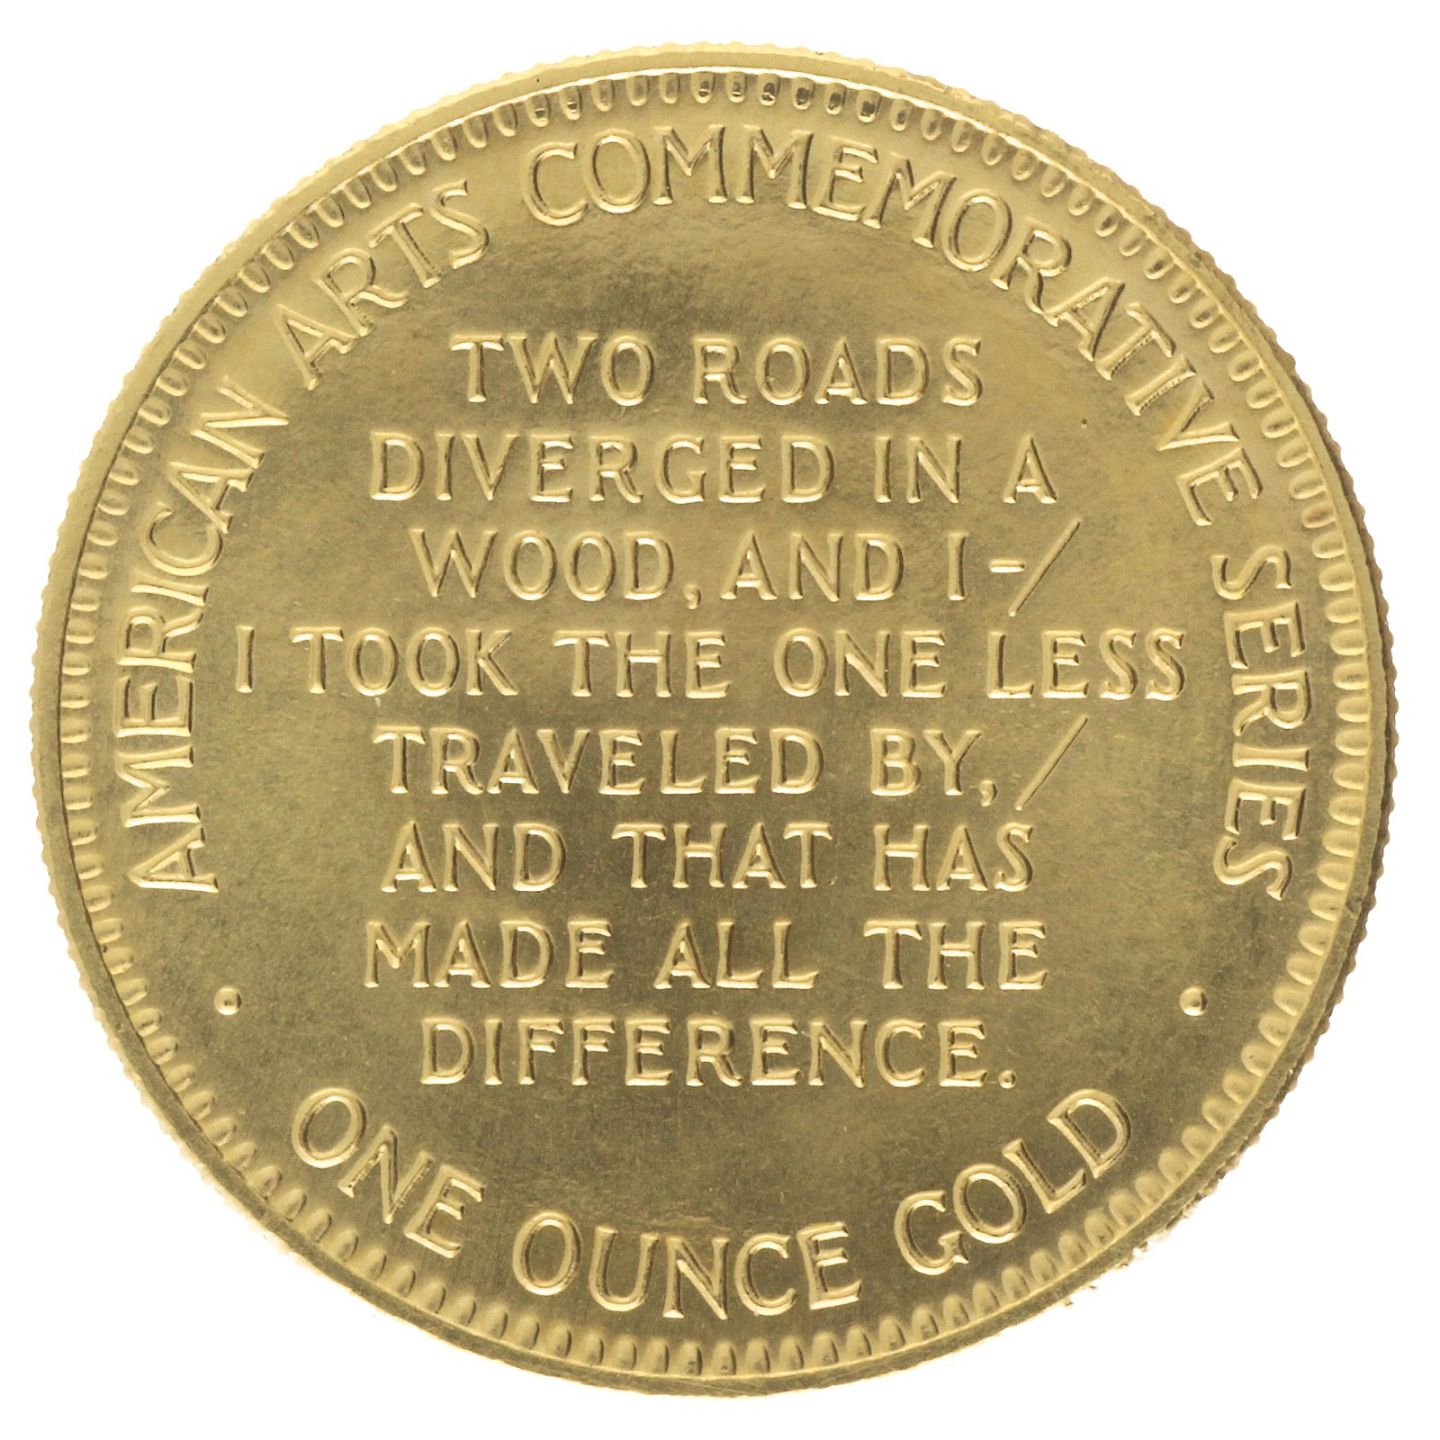 AMERICAN ARTS COMMEMORATIVE SERIES
TWO ROADS
DIVERGED IN A
WOOD, AND I -/
I TOOK THE ONE LESS
TRAVELED BY, /
AND THAT HAS
MADE ALL THE
DIFFERENCE.
ONE OUNCE GOLD